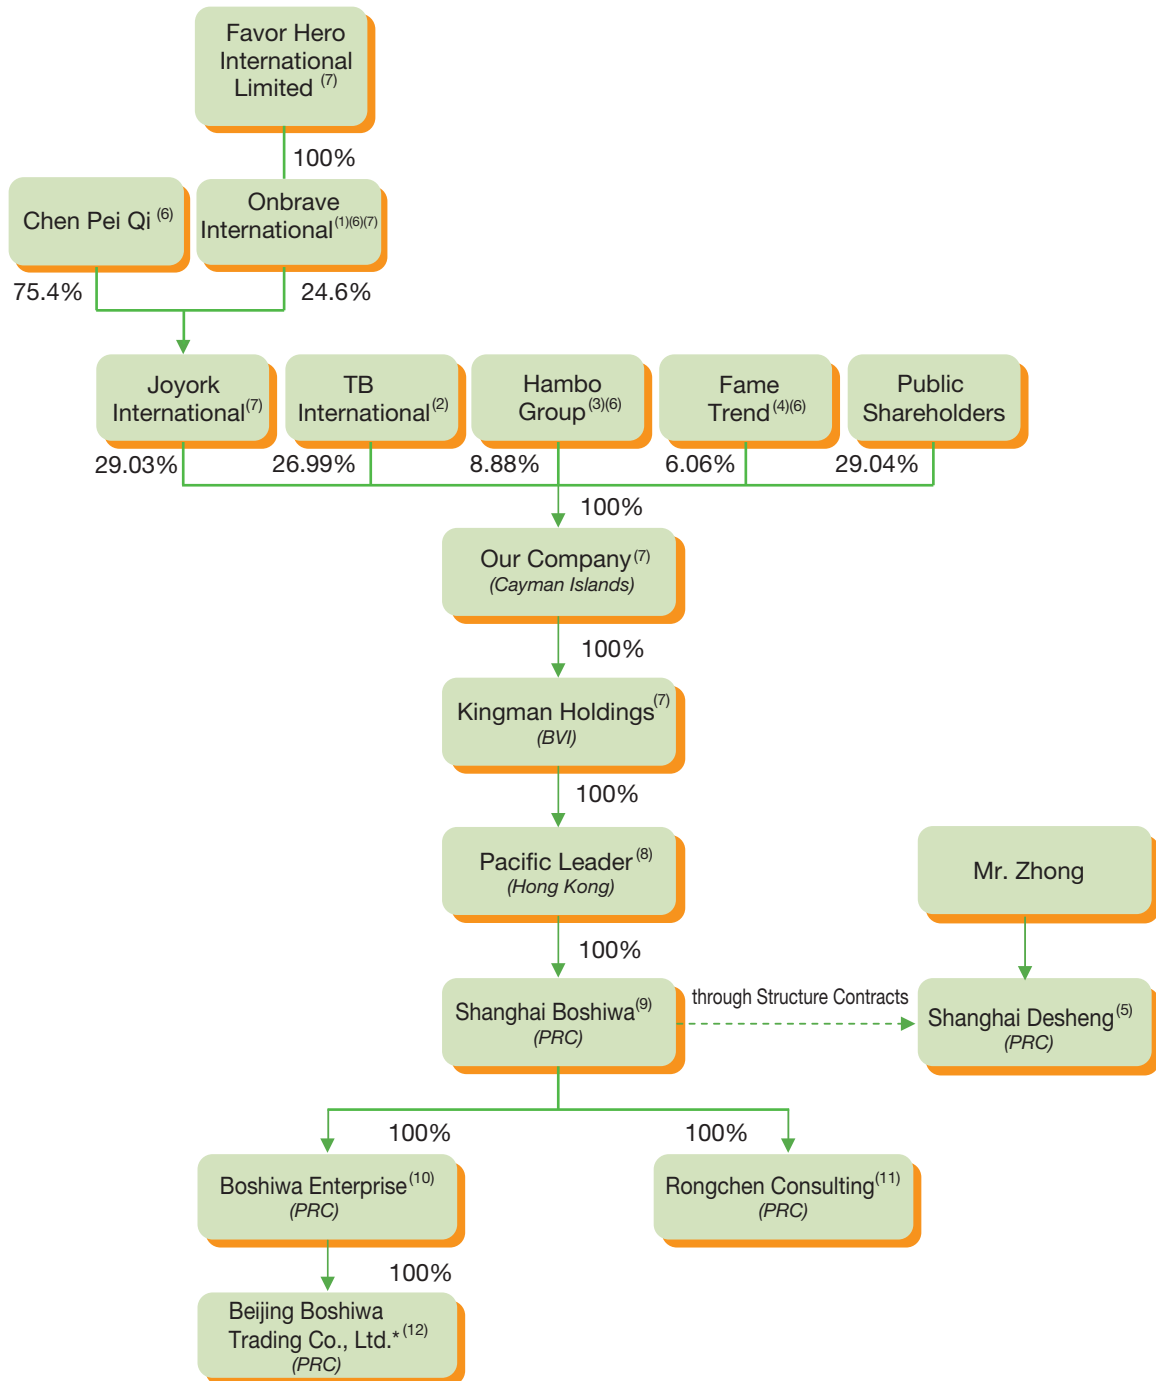 Favor Hero
International
Limited (7)
100%
Chen Pei Qi (6)
Onbrave
International(1)(6)(7)
75.4%
24.6%
Joyork
International(7)
TB
International(2)
Hambo
Group(3)(6)
Fame
Trend(4)(6)
Public
Shareholders
29.03%
26.99%
8.88%
6.06%
29.04%
100%
Our Company(7)
(Cayman Islands)
100%
Kingman Holdings(7)
(BVI)
100%
Pacific Leader(8)
(Hong Kong)
Mr. Zhong
100%
Shanghai Boshiwa(9)
(PRC)
through Structure Contracts
Shanghai Desheng(5)
(PRC)
100%
100%
Boshiwa Enterprise(10)
(PRC)
Rongchen Consulting(11)
(PRC)
100%
Beijing Boshiwa
Trading Co., Ltd.*(12)
(PRC)